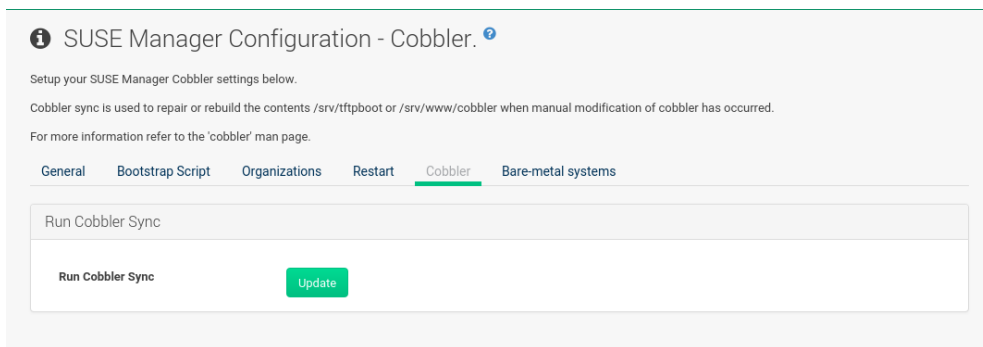 SUSE Manager Configuration - Cobbler.
Setup your SUSE Manager Cobbler settings below.
Cobbler sync is used to repair or rebuild the contents /srv/tftpboot or /srv/www/cobbler when manual modification of cobbler has occurred.
For more information refer to the 'cobbler' man page.
General Bootstrap Script Organizations Restart Cobbler Bare-metal systems
Run Cobbler Sync
Run Cobbler Sync Update